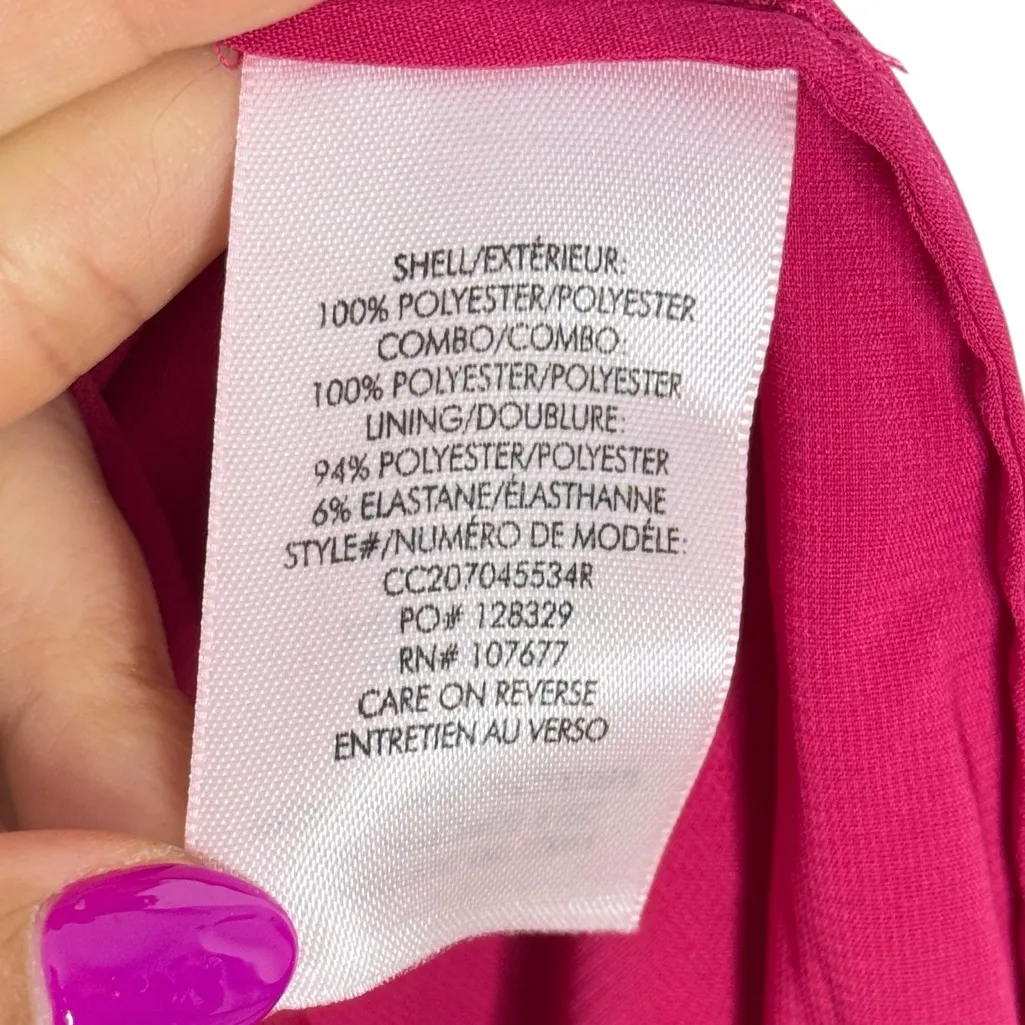 SHELL/EXTÉRIEUR:
100% POLYESTER/POLYESTER
COMBO/COMBO:
100% POLYESTER/POLYESTER
LINING/DOUBLURE:
94% POLYESTER/POLYESTER
6% ELASTANE/ÉLASTHANNE
STYLE#/NUMÉRO DE MODÉLE:
CC207045534R
PO# 128329
RN# 107677
CARE ON REVERSE
ENTRETIEN AU VERSO